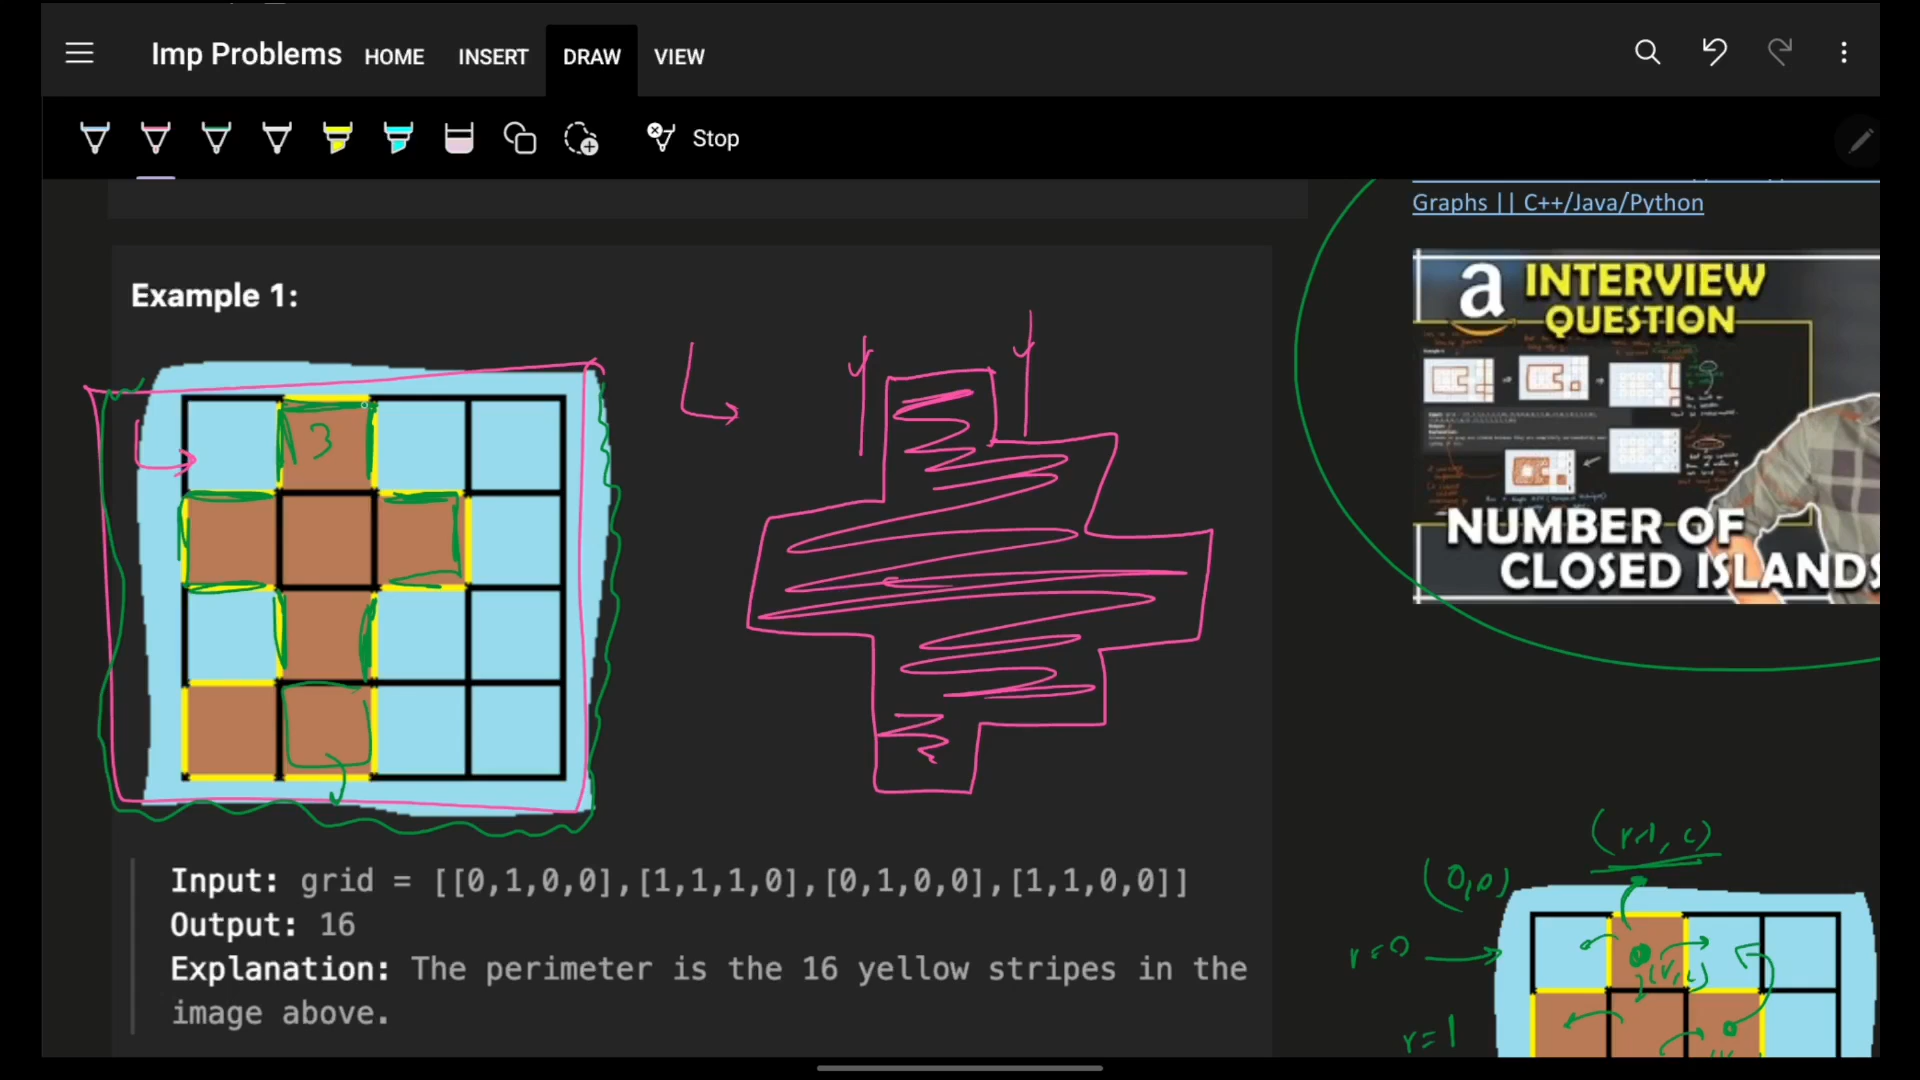 Imp Problems HOME INSERT DRAW VIEW
Stop
Graphs || C++/Java/Python
a INTERVIEW
QUESTION
NUMBER OF
CLOSED ISLANDS
Example 1:
3
Input: grid = [[0,1,0,0],[1,1,1,0],[0,1,0,0],[1,1,0,0]]
Output: 16
Explanation: The perimeter is the 16 yellow stripes in the
image above.
(r-1, c)
(0,0)
r=0
(r,c)
r=1